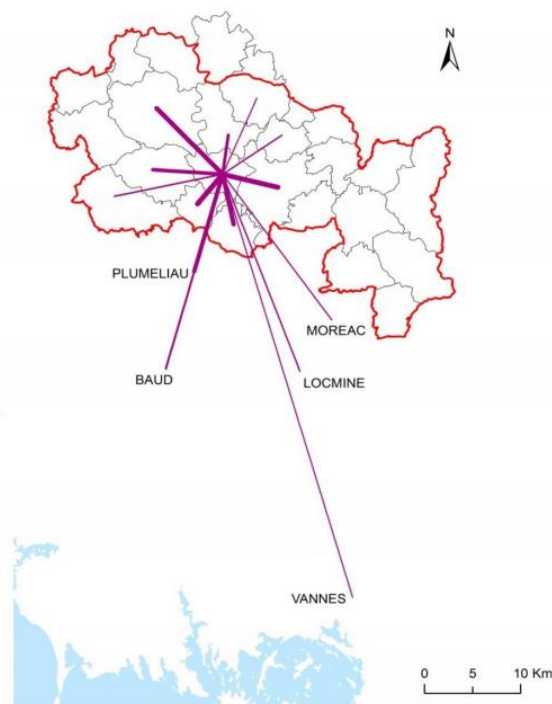 N
PLUMELIAU
MOREAC
BAUD
LOCMINE
VANNES
0 5 10 Km